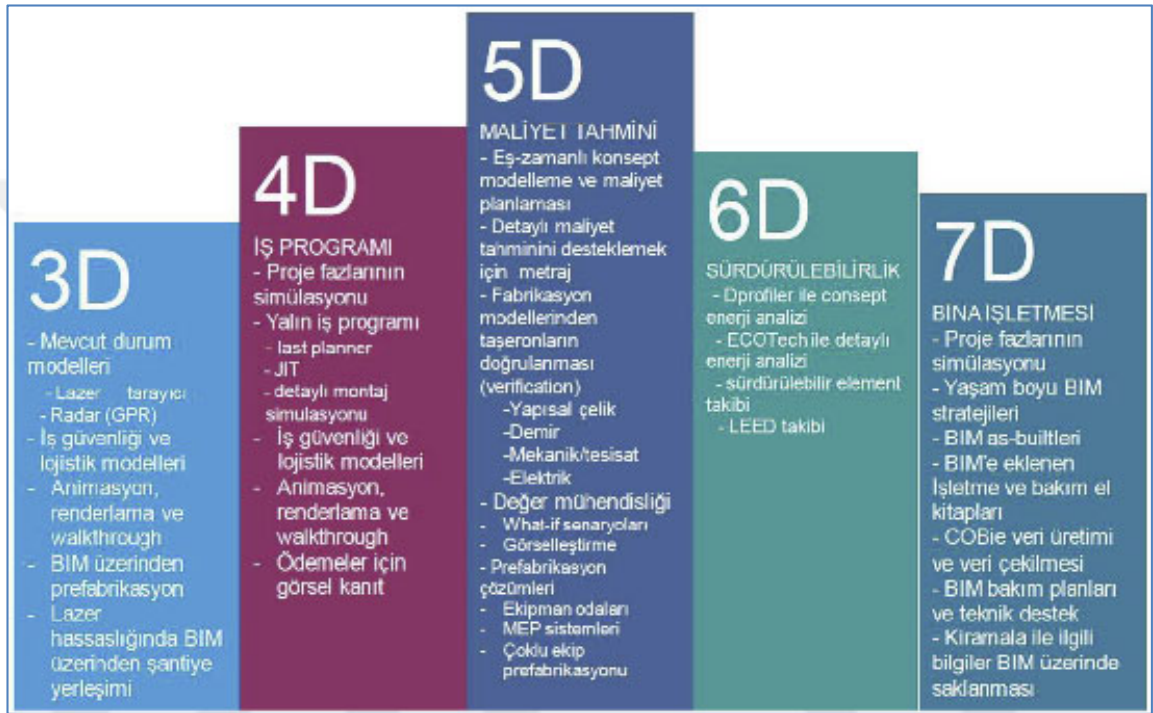 3D
- Mevcut durum
modelleri
- Lazer tarayıcı
- Radar (GPR)
- İş güvenliği ve
lojistik modelleri
- Animasyon,
renderlama ve
walkthrough
- BIM üzerinden
prefabrikasyon
- Lazer
hassaslığında BIM
üzerinden şantiye
yerleşimi
4D
İŞ PROGRAMI
- Proje fazlarının
simülasyonu
- Yalın iş programı
- last planner
- JIT
- detaylı montaj
simulasyonu
- İş güvenliği ve
lojistik modelleri
- Animasyon,
renderlama ve
walkthrough
- Ödemeler için
görsel kanıt
5D
MALİYET TAHMİNİ
- Eş-zamanlı konsept
modelleme ve maliyet
planlaması
- Detaylı maliyet
tahminini desteklemek
için metraj
- Fabrikasyon
modellerinden
taşeronların
doğrulanması
(verification)
-Yapısal çelik
-Demir
-Mekanik/tesisat
-Elektrik
- Değer mühendisliği
- What-if senaryoları
- Görselleştirme
- Prefabrikasyon
çözümleri
- Ekipman odaları
- MEP sistemleri
- Çoklu ekip
prefabrikasyonu
6D
SÜRDÜRÜLEBİLİRLİK
- Dprofiler ile consept
enerji analizi
- ECOTech ile detaylı
enerji analizi
- sürdürülebilir element
takibi
- LEED takibi
7D
BINA İŞLETMESİ
- Proje fazlarının
simülasyonu
- Yaşam boyu BIM
stratejileri
- BIM as-builtleri
- BIM'e eklenen
İşletme ve bakım el
kitapları
- COBie veri üretimi
ve veri çekilmesi
- BIM bakım planları
ve teknik destek
- Kiramala ile ilgili
bilgiler BIM üzerinde
saklanması